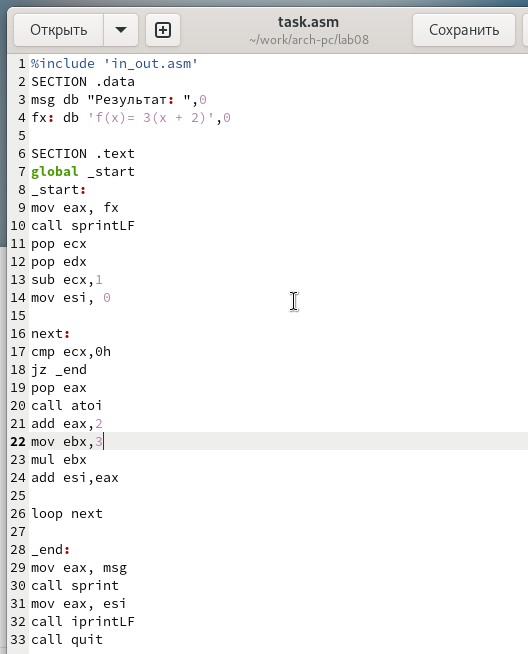 Открыть
task.asm
~/work/arch-pc/lab08
Сохранить
1 %include 'in_out.asm'
2 SECTION .data
3 msg db "Результат: ",0
4 fx: db 'f(x)= 3(x + 2)',0
5
6 SECTION .text
7 global _start
8 _start:
9 mov eax, fx
10 call sprintLF
11 pop ecx
12 pop edx
13 sub ecx,1
14 mov esi, 0
15
16 next:
17 cmp ecx,0h
18 jz _end
19 pop eax
20 call atoi
21 add eax,2
22 mov ebx,3
23 mul ebx
24 add esi,eax
25
26 loop next
27
28 _end:
29 mov eax, msg
30 call sprint
31 mov eax, esi
32 call iprintLF
33 call quit